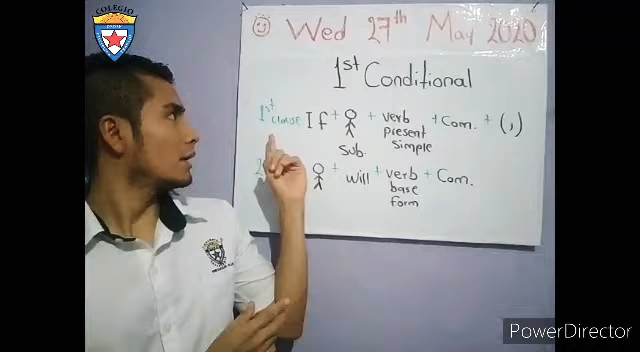 COLEGIO
Wed 27th May 2020
1st Conditional
1st clause If + + verb present simple + Com. + (,)
Sub.
+ will + verb base form + Com.
PowerDirector